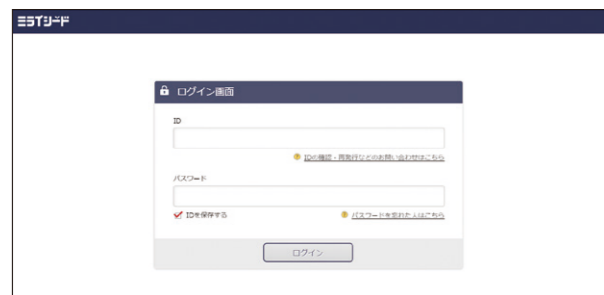 ミライシード
ログイン画面
ID
IDの確認・再発行などのお問い合わせはこちら
パスワード
IDを保存する
パスワードを忘れた人はこちら
ログイン